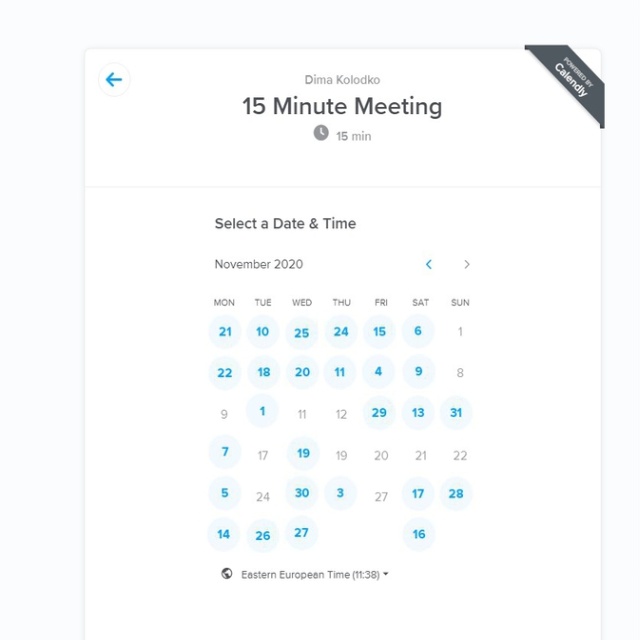 POWERED BY
Calendly
Dima Kolodko
15 Minute Meeting
15 min
Select a Date & Time
November 2020
MON TUE WED THU FRI SAT SUN
21 10 25 24 15 6 1
22 18 20 11 4 9 8
9 1 11 12 29 13 31
7 17 19 19 20 21 22
5 24 30 3 27 17 28
14 26 27 16
Eastern European Time (11:38)